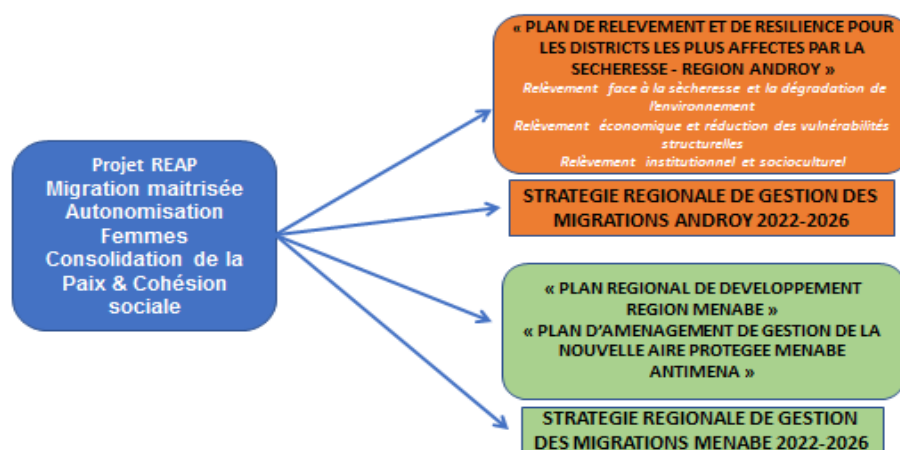 Projet REAP
Migration maitrisée
Autonomisation
Femmes
Consolidation de la
Paix & Cohésion
sociale
« PLAN DE RELEVEMENT ET DE RESILIENCE POUR
LES DISTRICTS LES PLUS AFFECTES PAR LA
SECHERESSE - REGION ANDROY »
Relèvement face à la sècheresse et la dégradation de
l'environnement
Relèvement économique et réduction des vulnérabilités
structurelles
Relèvement institutionnel et socioculturel
STRATEGIE REGIONALE DE GESTION DES
MIGRATIONS ANDROY 2022-2026
« PLAN REGIONAL DE DEVELOPPEMENT
REGION MENABE »
« PLAN D'AMENAGEMENT DE GESTION DE LA
NOUVELLE AIRE PROTEGEE MENABE
ANTIMENA »
STRATEGIE REGIONALE DE GESTION
DES MIGRATIONS MENABE 2022-2026